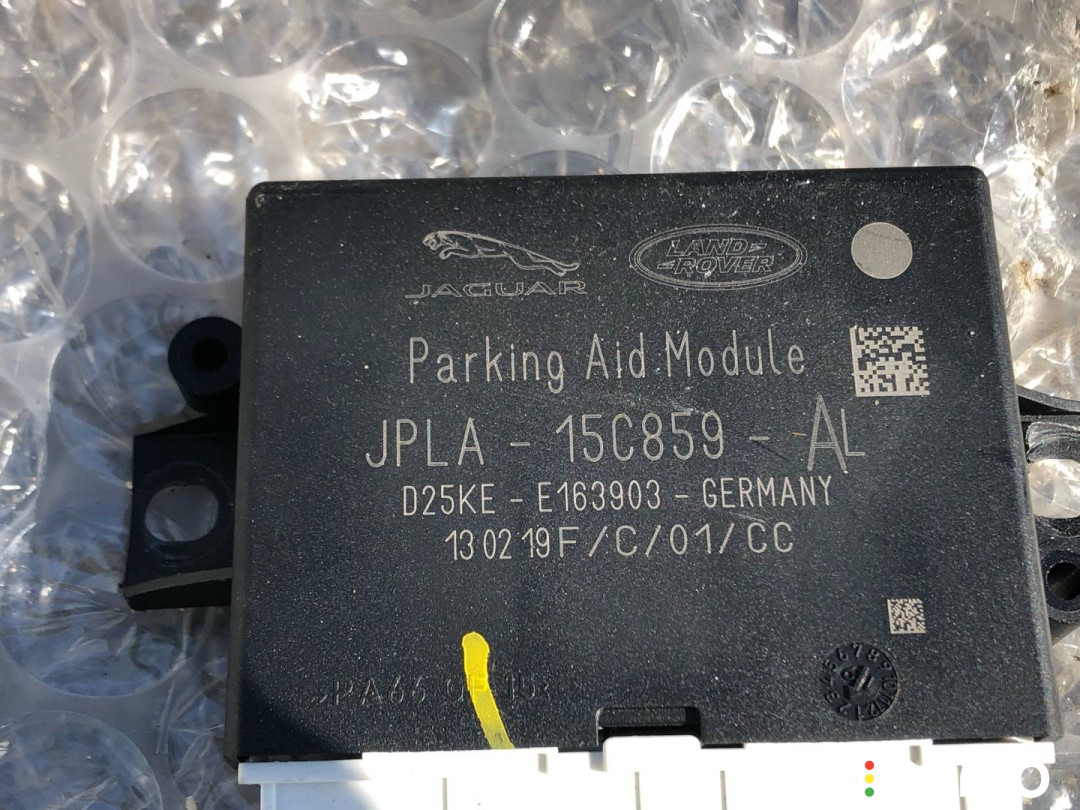 JAGUAR
LAND
ROVER
Parking Aid Module
JPLA - 15C859 - AL
D25KE - E163903 - GERMANY
13 02 19 F/C/01/CC